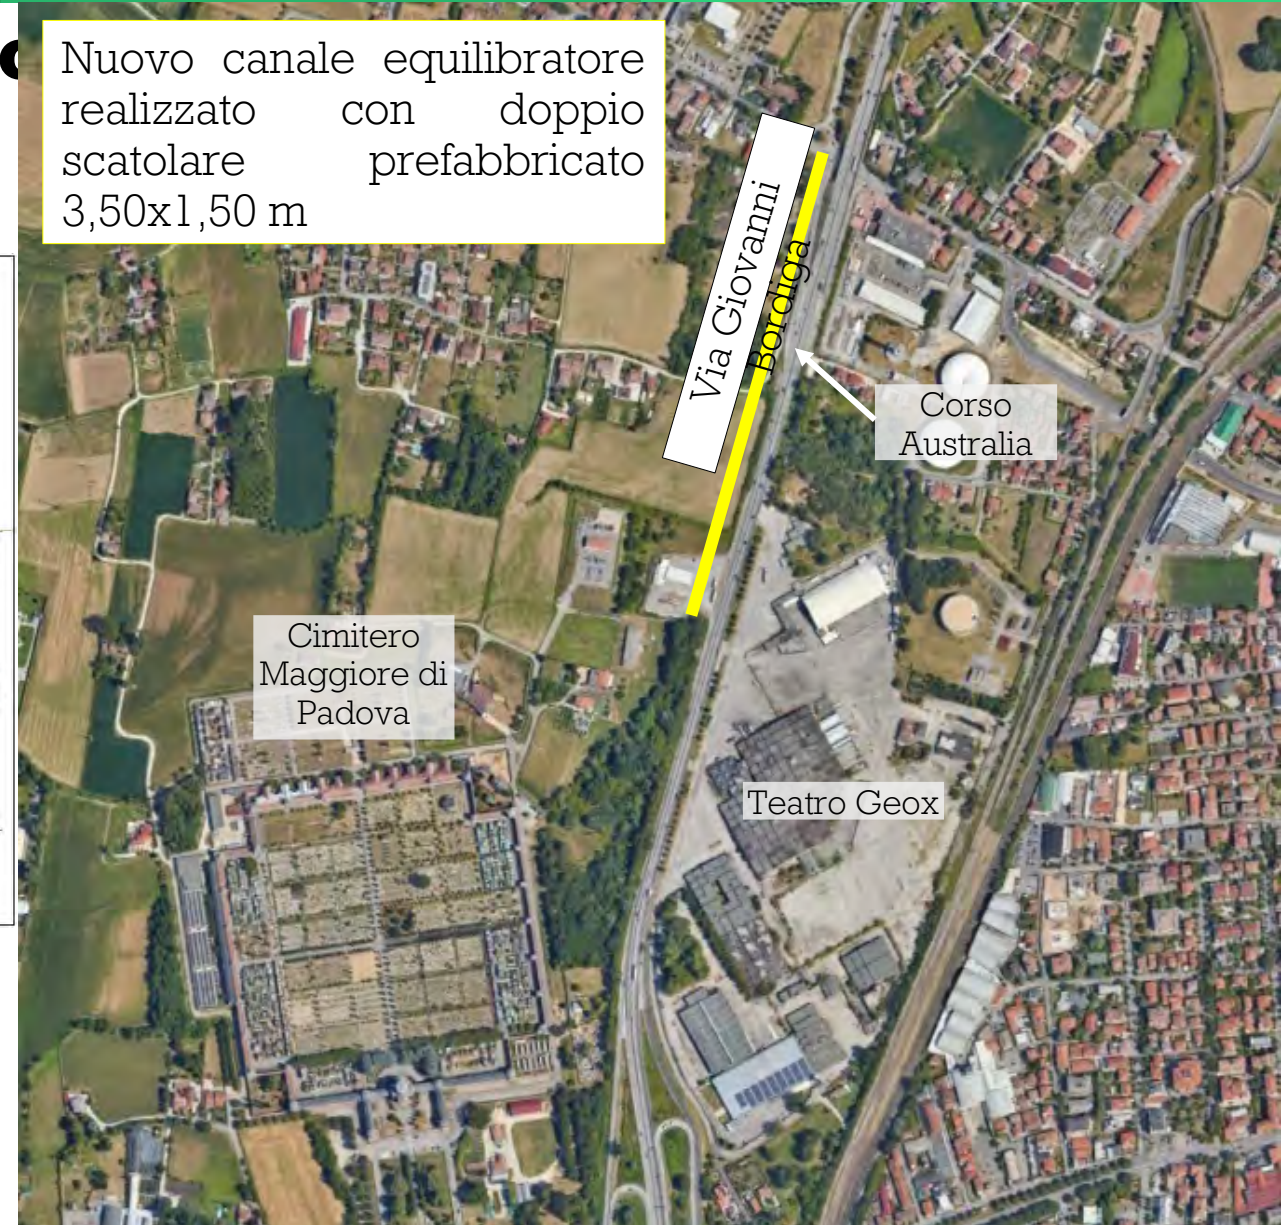 Nuovo canale equilibratore
realizzato con doppio
scatolare prefabbricato
3,50x1,50 m
Via Giovanni
Bordiga
Corso
Australia
Cimitero
Maggiore di
Padova
Teatro Geox